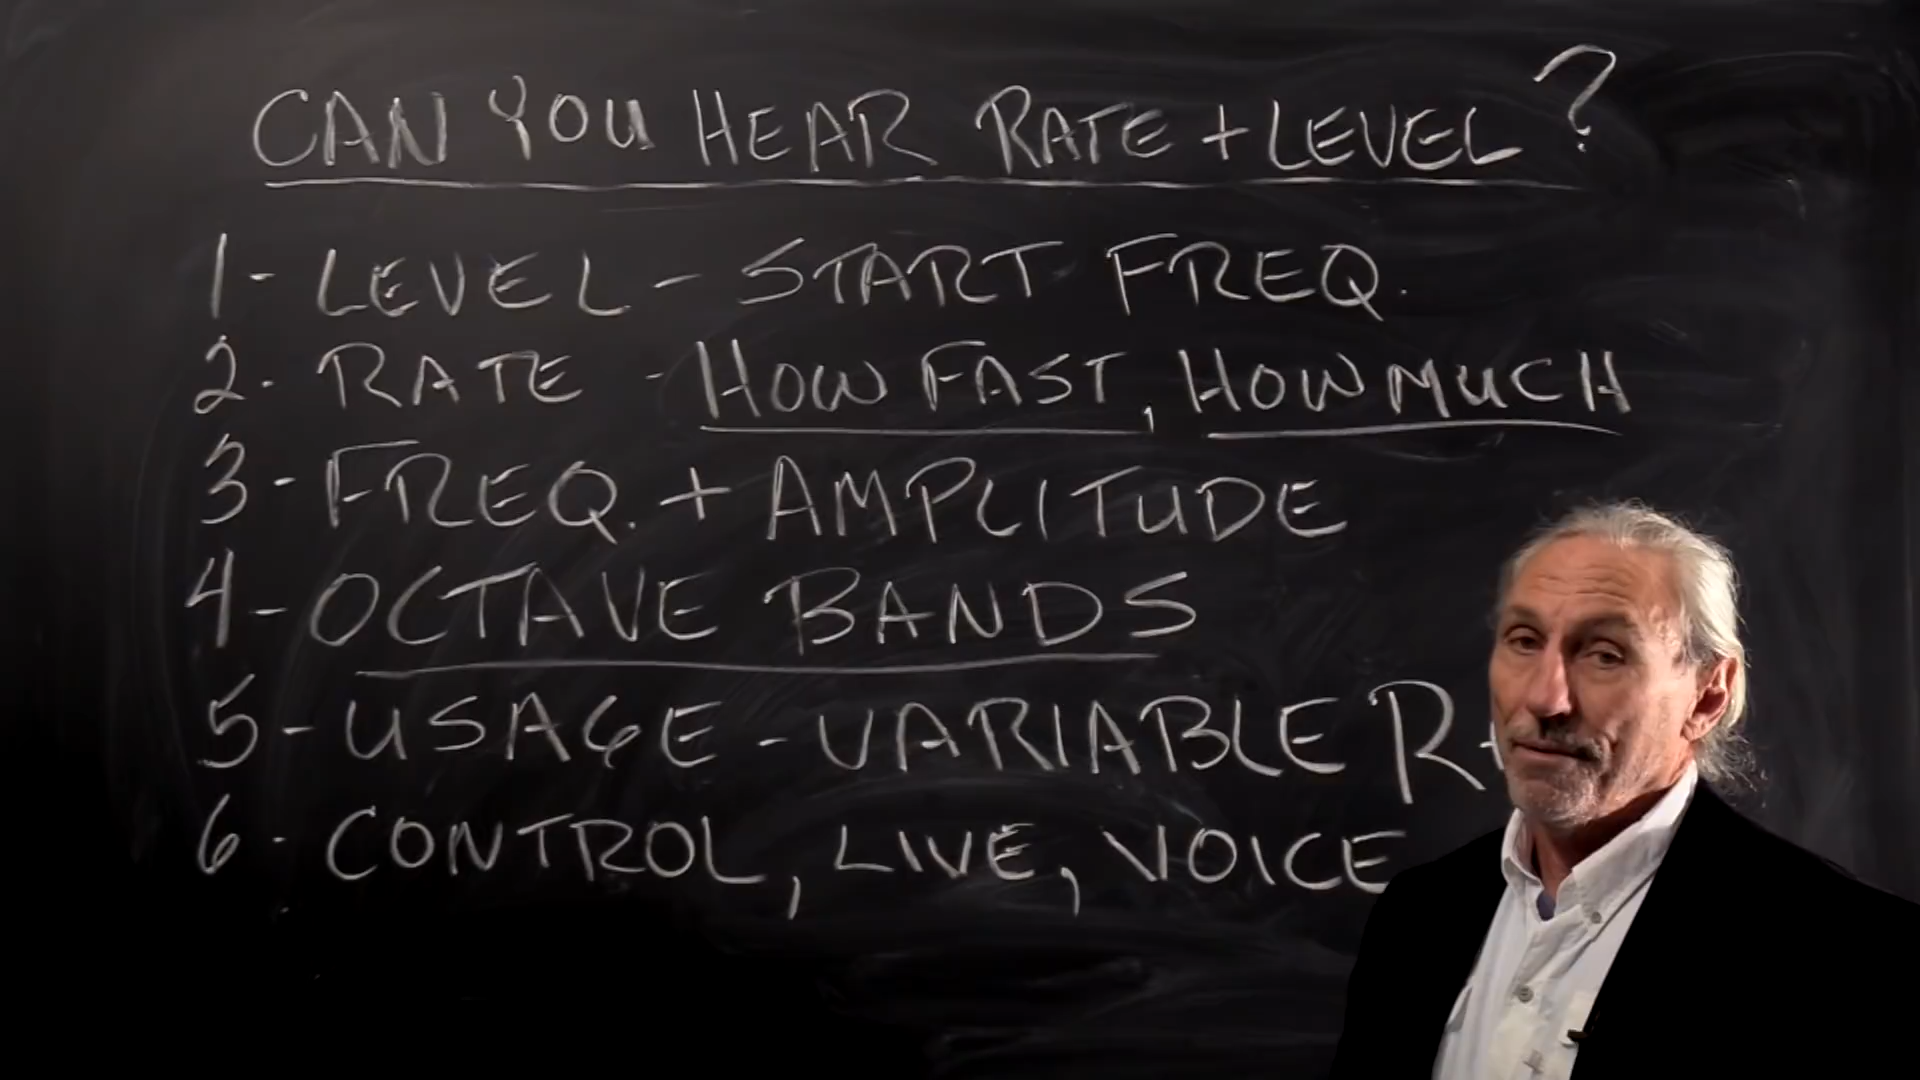 CAN YOU HEAR RATE + LEVEL?
1- LEVEL - START FREQ.
2. RATE - HOW FAST, HOW MUCH
3- FREQ. + AMPLITUDE
4- OCTAVE BANDS
5- USAGE - VARIABLE R-
6- CONTROL, LIVE, VOICE